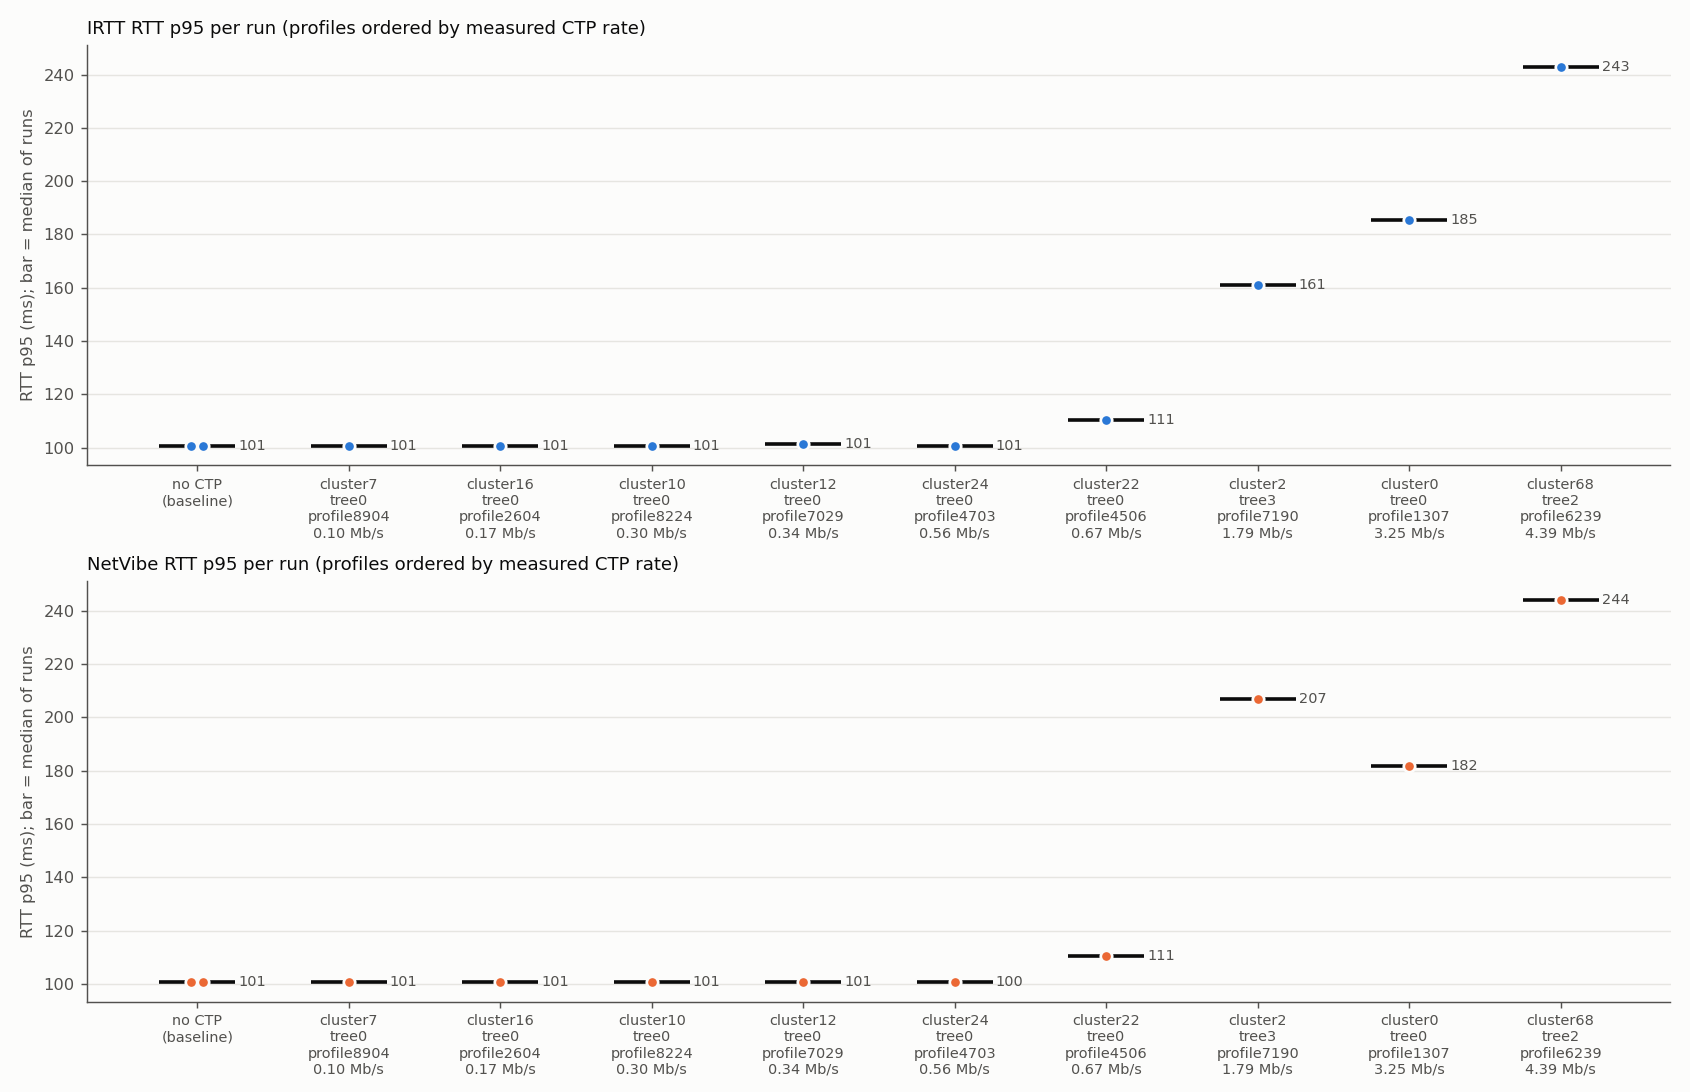 IRTT RTT p95 per run (profiles ordered by measured CTP rate)
RTT p95 (ms); bar = median of runs
240
220
200
180
160
140
120
100
101
101
101
101
101
101
111
161
185
243
no CTP
(baseline)
cluster7
tree0
profile8904
0.10 Mb/s
cluster16
tree0
profile2604
0.17 Mb/s
cluster10
tree0
profile8224
0.30 Mb/s
cluster12
tree0
profile7029
0.34 Mb/s
cluster24
tree0
profile4703
0.56 Mb/s
cluster22
tree0
profile4506
0.67 Mb/s
cluster2
tree3
profile7190
1.79 Mb/s
cluster0
tree0
profile1307
3.25 Mb/s
cluster68
tree2
profile6239
4.39 Mb/s
NetVibe RTT p95 per run (profiles ordered by measured CTP rate)
RTT p95 (ms); bar = median of runs
240
220
200
180
160
140
120
100
101
101
101
101
101
100
111
207
182
244
no CTP
(baseline)
cluster7
tree0
profile8904
0.10 Mb/s
cluster16
tree0
profile2604
0.17 Mb/s
cluster10
tree0
profile8224
0.30 Mb/s
cluster12
tree0
profile7029
0.34 Mb/s
cluster24
tree0
profile4703
0.56 Mb/s
cluster22
tree0
profile4506
0.67 Mb/s
cluster2
tree3
profile7190
1.79 Mb/s
cluster0
tree0
profile1307
3.25 Mb/s
cluster68
tree2
profile6239
4.39 Mb/s